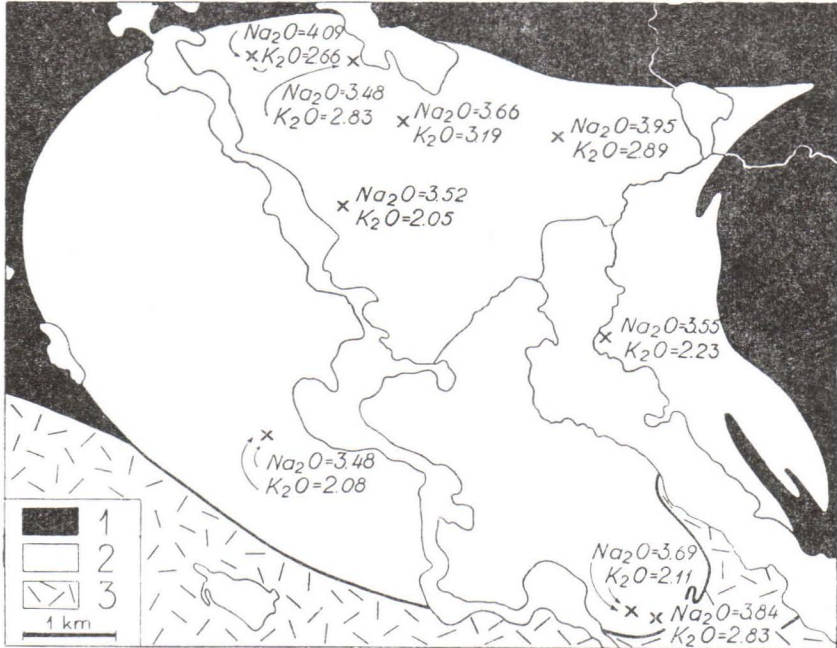 Na₂O=4.09
K₂O=2.66
Na₂O=3.48
K₂O=2.83
Na₂O=3.66
K₂O=3.19
Na₂O=3.95
K₂O=2.89
Na₂O=3.52
K₂O=2.05
Na₂O=3.55
K₂O=2.23
Na₂O=3.48
K₂O=2.08
Na₂O=3.69
K₂O=2.11
Na₂O=3.84
K₂O=2.83
1
2
3
1 km